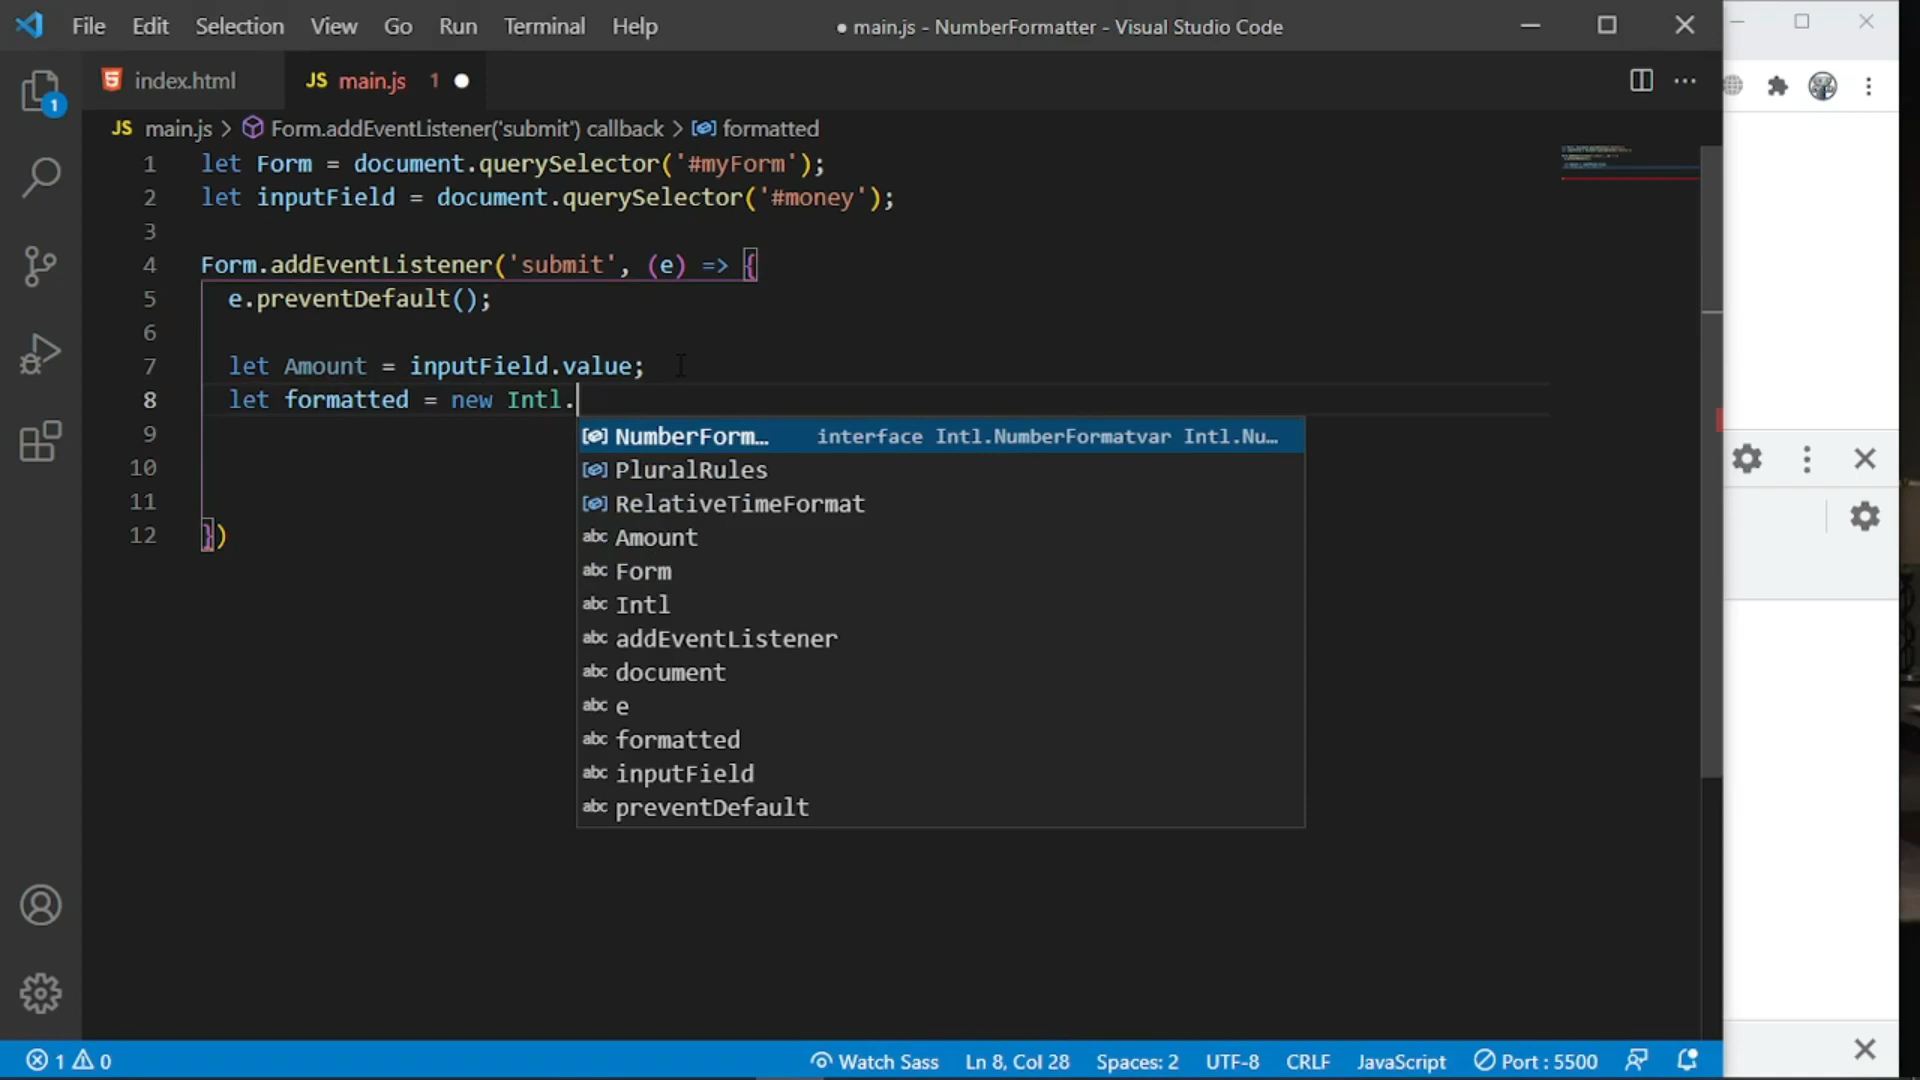 File Edit Selection View Go Run Terminal Help ● main.js - NumberFormatter - Visual Studio Code
index.html JS main.js 1 ●
JS main.js > Form.addEventListener('submit') callback > formatted
1 let Form = document.querySelector('#myForm');
2 let inputField = document.querySelector('#money');
3
4 Form.addEventListener('submit', (e) => {
5 e.preventDefault();
6
7 let Amount = inputField.value;
8 let formatted = new Intl.
9 NumberForm… interface Intl.NumberFormatvar Intl.Nu…
10 PluralRules
11 RelativeTimeFormat
12 })
abc Amount
abc Form
abc Intl
abc addEventListener
abc document
abc e
abc formatted
abc inputField
abc preventDefault
1
1 0 Watch Sass Ln 8, Col 28 Spaces: 2 UTF-8 CRLF JavaScript Port : 5500